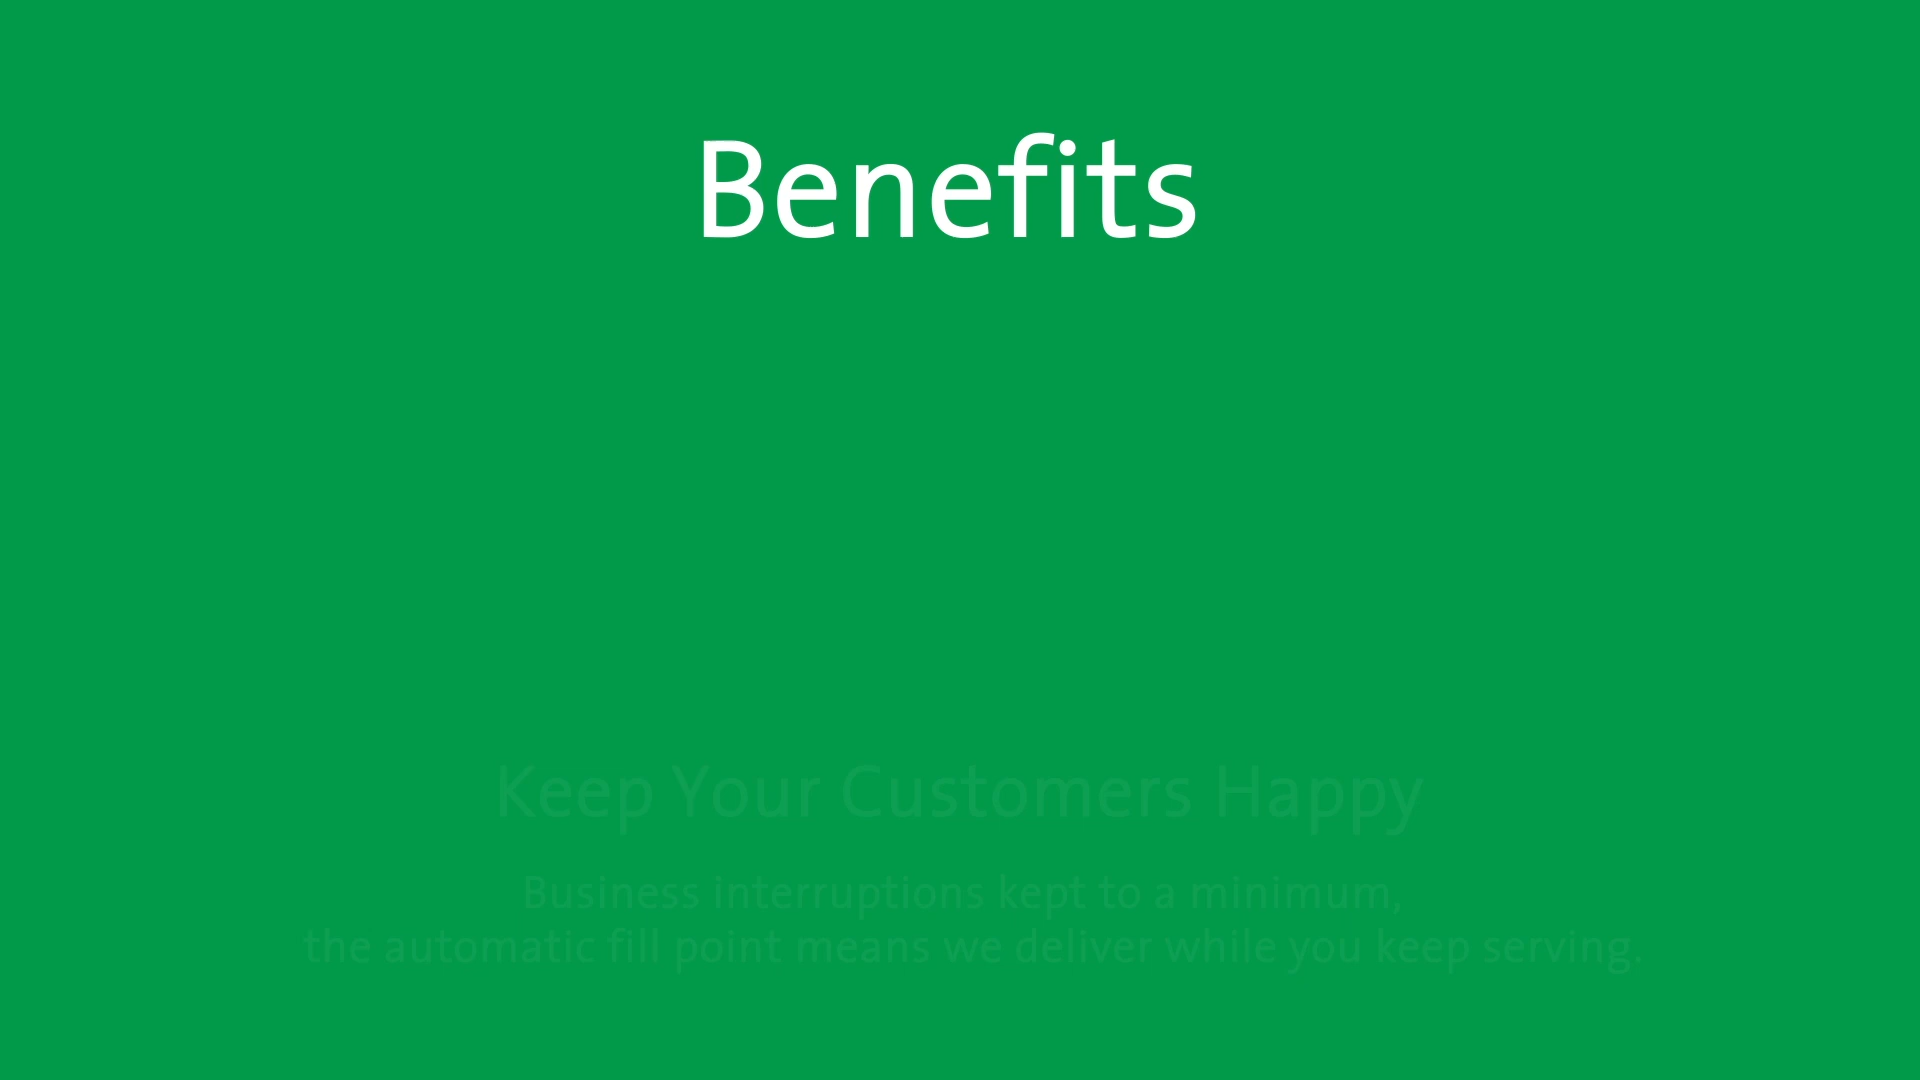 Benefits
Keep Your Customers Happy
Business interruptions kept to a minimum,
the automatic fill point means we deliver while you keep serving.